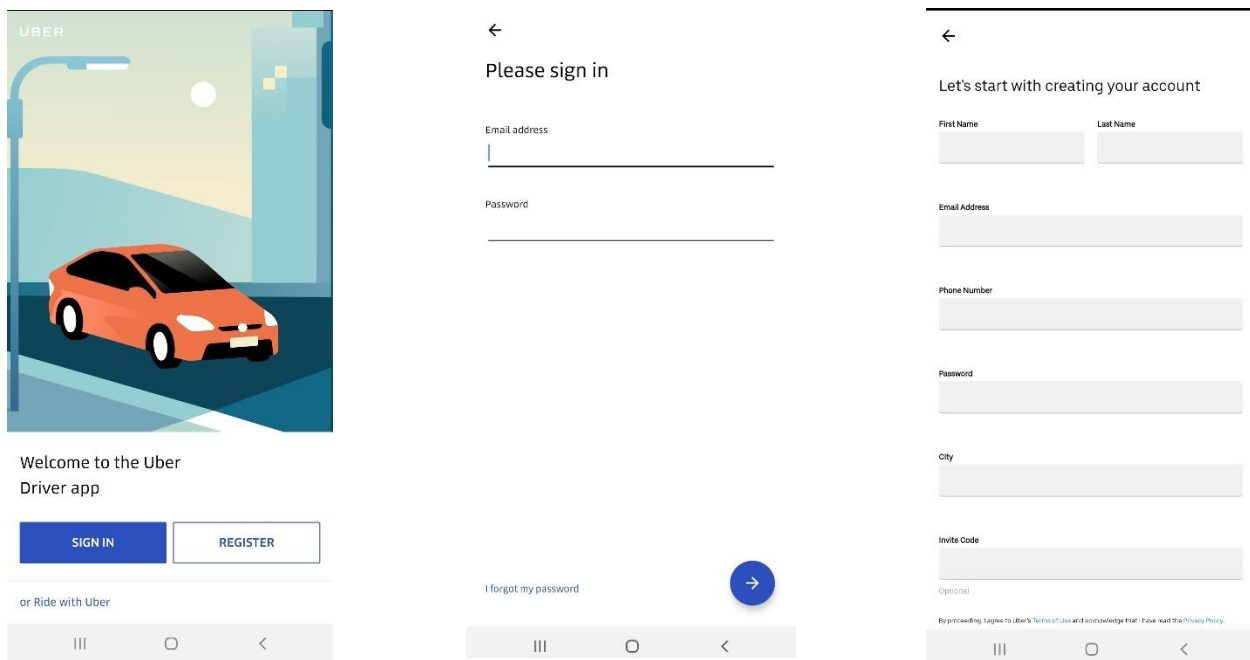 UBER
Welcome to the Uber
Driver app
SIGN IN
REGISTER
or Ride with Uber
Please sign in
Email address
Password
I forgot my password
Let's start with creating your account
First Name
Last Name
Email Address
Phone Number
Password
City
Invite Code
Optional
By proceeding, I agree to Uber's Terms of Use and acknowledge that I have read the Privacy Policy.